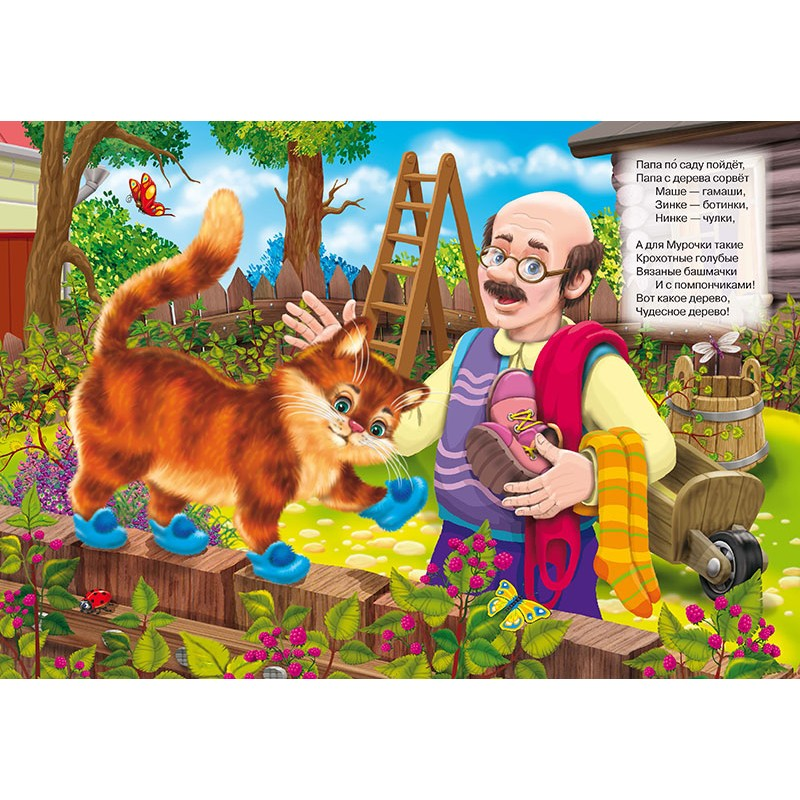 Папа по́ саду пойдёт,
Папа с дерева сорвёт
Маше — гамаши,
Зинке — ботинки,
Нинке — чулки,
А для Мурочки такие
Крохотные голубые
Вязаные башмачки
И с помпончиками!
Вот какое дерево,
Чудесное дерево!